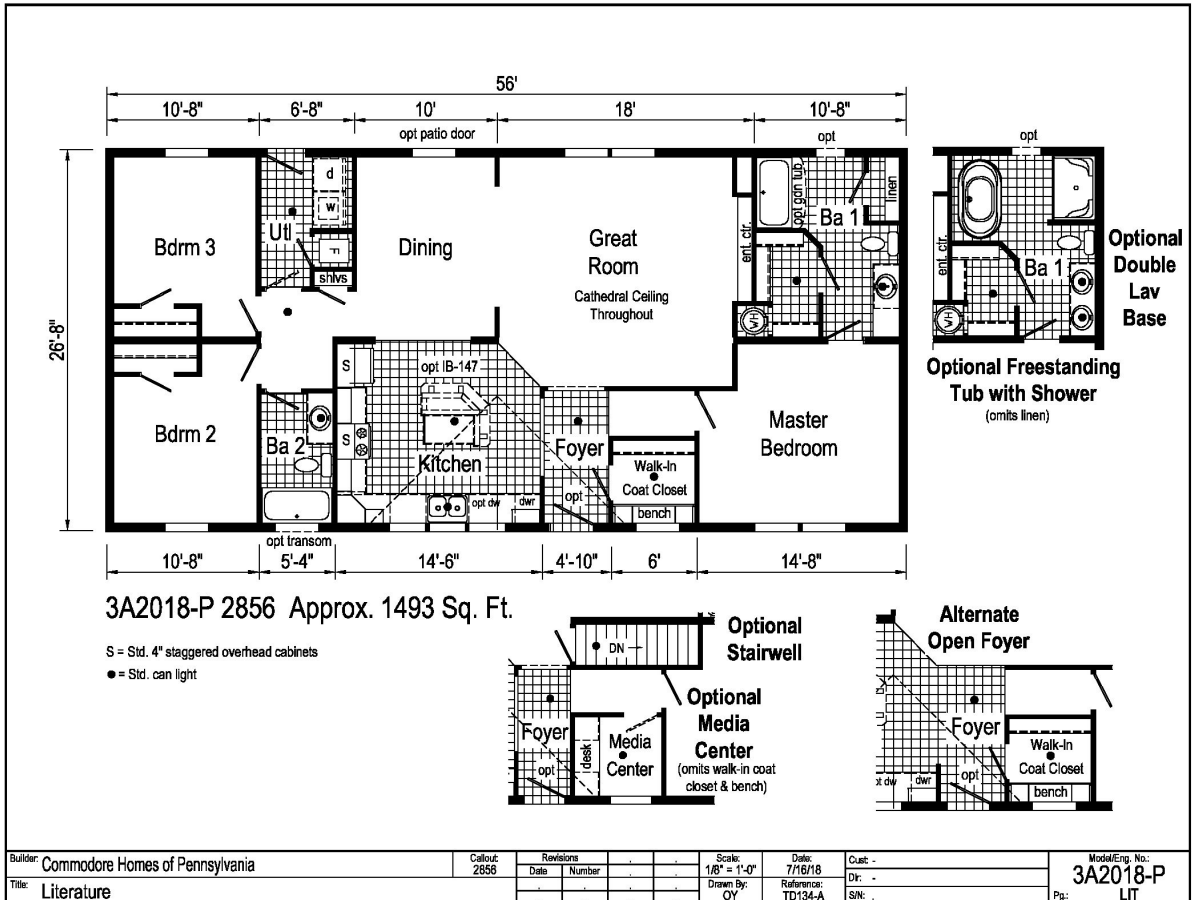 56'
10'-8" 6'-8" 10' 18' 10'-8"
opt patio door opt opt
26'-8"
Bdrm 3
Utl
d
w
F
shlvs
Dining
Great
Room
Cathedral Ceiling
Throughout
ent. ctr.
opt gdn tub
Ba 1
linen
WH
ent. ctr.
Ba 1
WH
Optional
Double
Lav
Base
Optional Freestanding
Tub with Shower
(omits linen)
Bdrm 2
Ba 2
S
S
opt IB-147
Kitchen
opt dw
dwr
Foyer
opt
Walk-In
Coat Closet
bench
Master
Bedroom
opt transom
10'-8" 5'-4" 14'-6" 4'-10" 6' 14'-8"
3A2018-P 2856 Approx. 1493 Sq. Ft.
S = Std. 4" staggered overhead cabinets
● = Std. can light
DN
Optional
Stairwell
Foyer
opt
desk
Media
Center
Optional
Media
Center
(omits walk-in coat
closet & bench)
Alternate
Open Foyer
Foyer
opt
Walk-In
Coat Closet
bench
pt dw
dwr
Builder: Commodore Homes of Pennsylvania
Title: Literature
Callout:
2856
Revisions
Date Number
Scale:
1/8" = 1'-0"
Drawn By:
OY
Date:
7/16/18
Reference:
TD134-A
Cust: -
Dir: -
S/N: .
Model/Eng. No.:
3A2018-P
Pg.: LIT